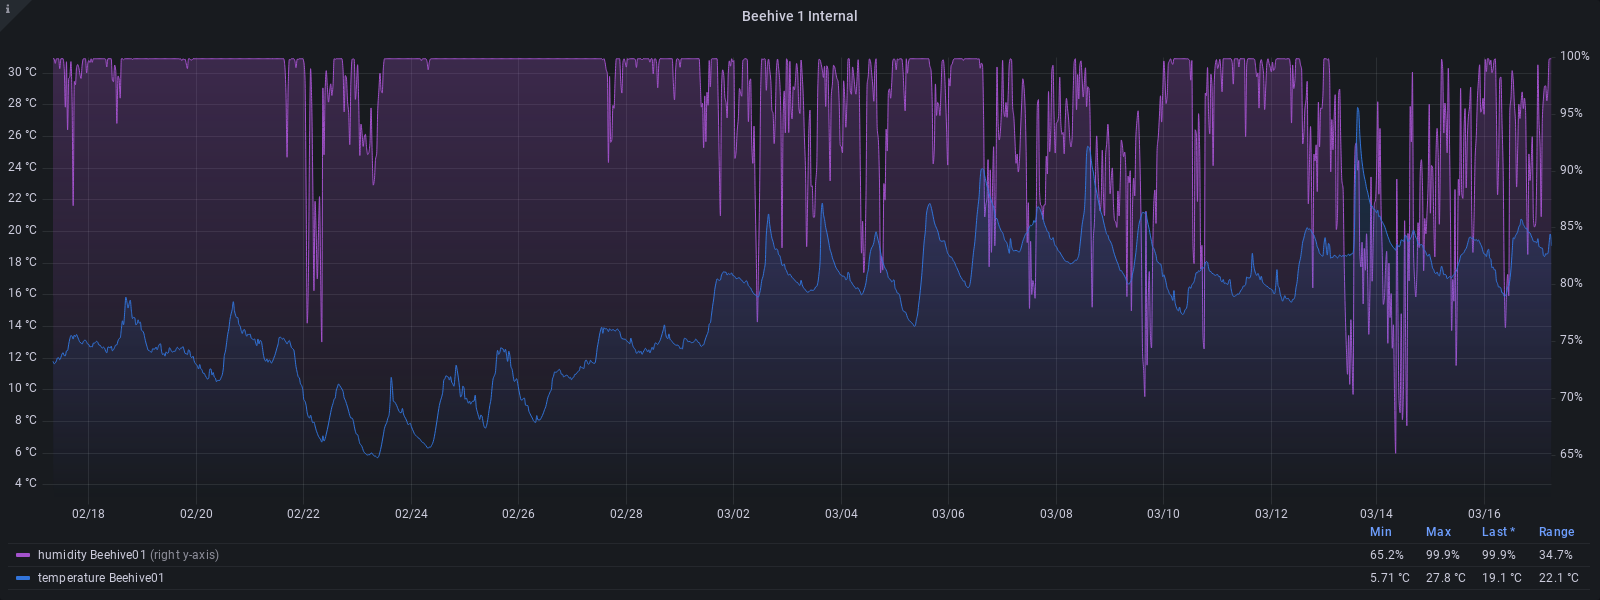 i
Beehive 1 Internal
30 °C
28 °C
26 °C
24 °C
22 °C
20 °C
18 °C
16 °C
14 °C
12 °C
10 °C
8 °C
6 °C
4 °C
100%
95%
90%
85%
80%
75%
70%
65%
02/18 02/20 02/22 02/24 02/26 02/28 03/02 03/04 03/06 03/08 03/10 03/12 03/14 03/16
Min Max Last * Range
humidity Beehive01 (right y-axis) 65.2% 99.9% 99.9% 34.7%
temperature Beehive01 5.71 °C 27.8 °C 19.1 °C 22.1 °C